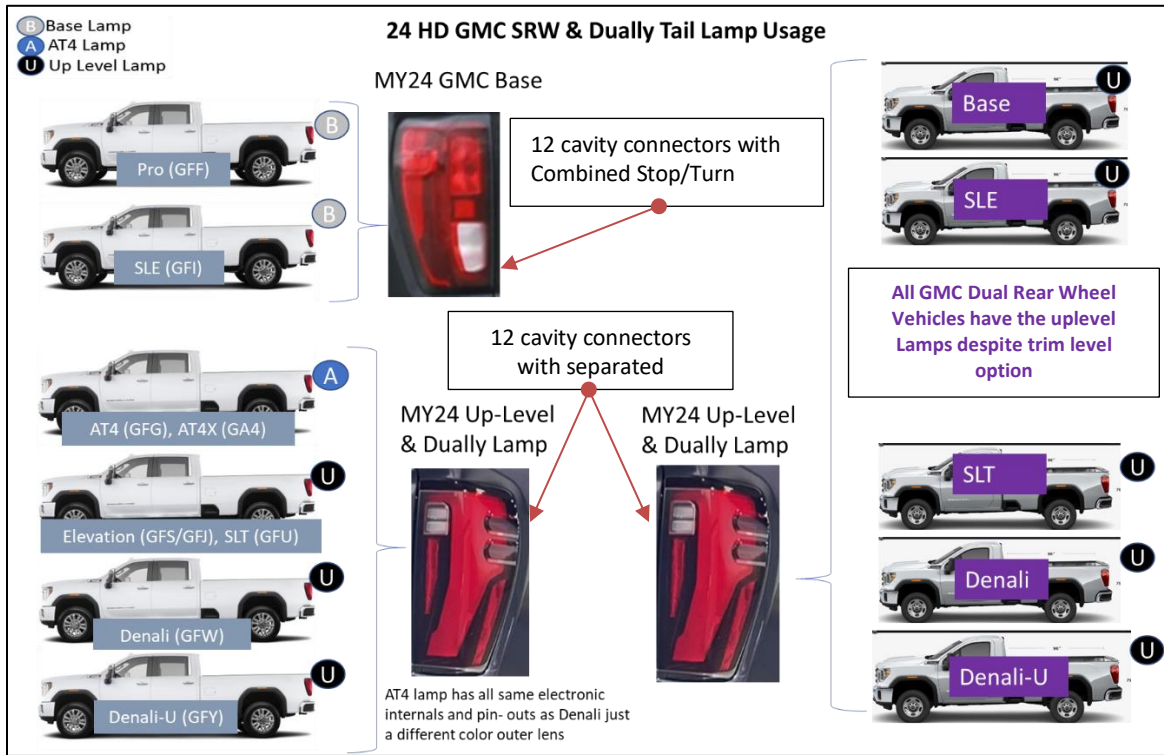 24 HD GMC SRW & Dually Tail Lamp Usage
B Base Lamp
A AT4 Lamp
U Up Level Lamp
B
Pro (GFF)
B
SLE (GFI)
A
AT4 (GFG), AT4X (GA4)
U
Elevation (GFS/GFJ), SLT (GFU)
U
Denali (GFW)
U
Denali-U (GFY)
MY24 GMC Base
12 cavity connectors with
Combined Stop/Turn
12 cavity connectors
with separated
MY24 Up-Level
& Dually Lamp
MY24 Up-Level
& Dually Lamp
AT4 lamp has all same electronic
internals and pin- outs as Denali just
a different color outer lens
U
Base
U
SLE
All GMC Dual Rear Wheel
Vehicles have the uplevel
Lamps despite trim level
option
U
SLT
U
Denali
U
Denali-U